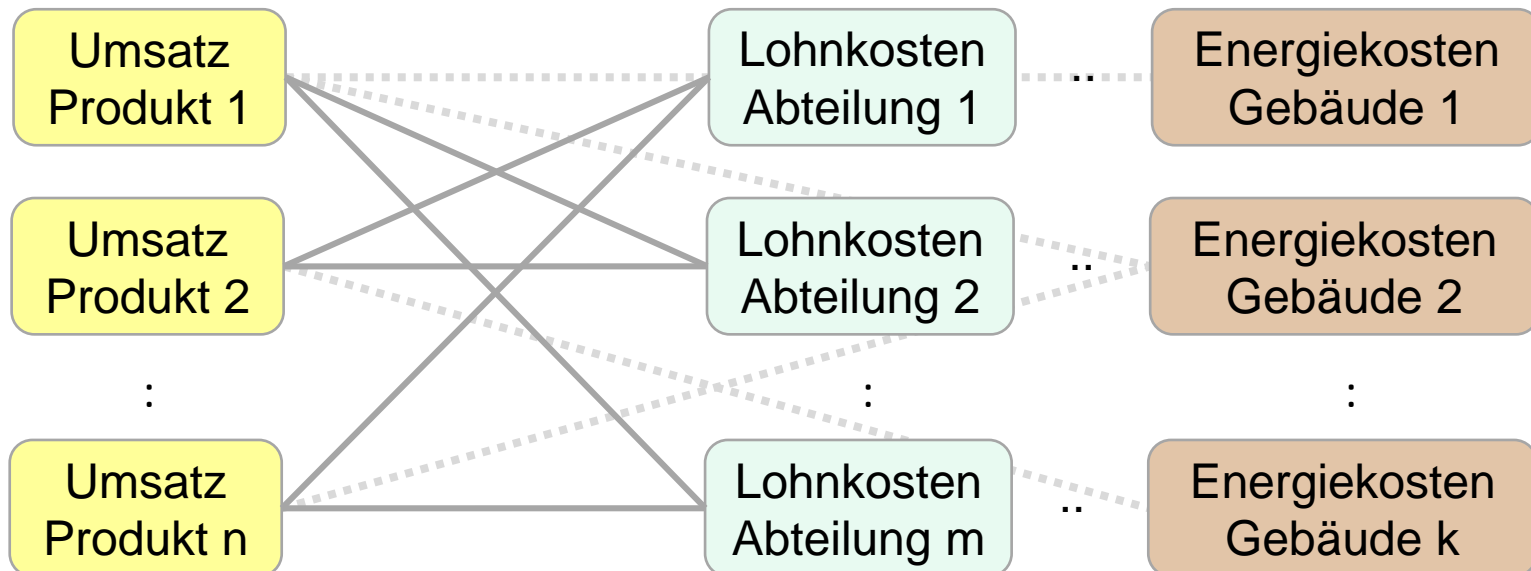 Umsatz
Produkt 1
Lohnkosten
Abteilung 1
..
Energiekosten
Gebäude 1
Umsatz
Produkt 2
Lohnkosten
Abteilung 2
..
Energiekosten
Gebäude 2
:
:
:
Umsatz
Produkt n
Lohnkosten
Abteilung m
..
Energiekosten
Gebäude k